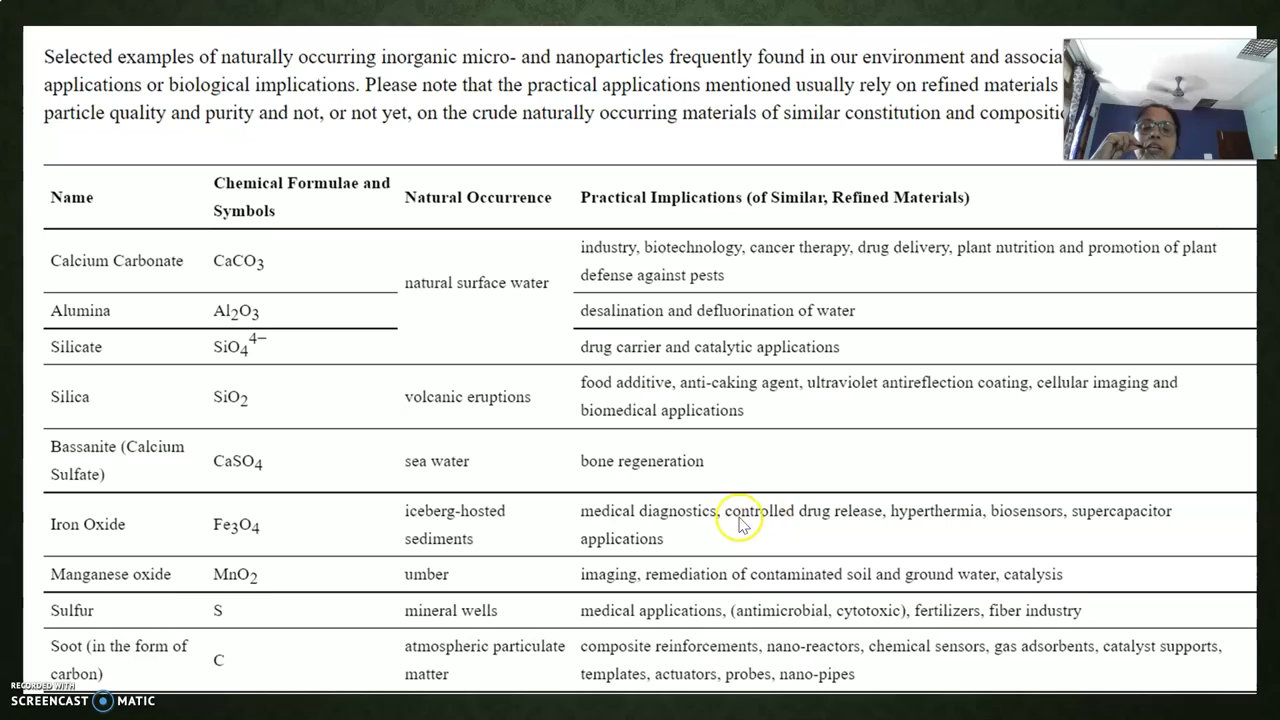 Selected examples of naturally occurring inorganic micro- and nanoparticles frequently found in our environment and
applications or biological implications. Please note that the practical applications mentioned usually rely on refined materials
particle quality and purity and not, or not yet, on the crude naturally occurring materials of similar constitution and
Name
Chemical Formulae and
Symbols
Natural Occurrence
Practical Implications (of Similar, Refined Materials)
Calcium Carbonate
CaCO3
natural surface water
industry, biotechnology, cancer therapy, drug delivery, plant nutrition and promotion of plant
defense against pests
Alumina
Al2O3
desalination and defluorination of water
Silicate
SiO4 4−
drug carrier and catalytic applications
Silica
SiO2
volcanic eruptions
food additive, anti-caking agent, ultraviolet antireflection coating, cellular imaging and
biomedical applications
Bassanite (Calcium
Sulfate)
CaSO4
sea water
bone regeneration
Iron Oxide
Fe3O4
iceberg-hosted
sediments
medical diagnostics, controlled drug release, hyperthermia, biosensors, supercapacitor
applications
Manganese oxide
MnO2
umber
imaging, remediation of contaminated soil and ground water, catalysis
Sulfur
S
mineral wells
medical applications, (antimicrobial, cytotoxic), fertilizers, fiber industry
Soot (in the form of
carbon)
C
atmospheric particulate
matter
composite reinforcements, nano-reactors, chemical sensors, gas adsorbents, catalyst supports,
templates, actuators, probes, nano-pipes
RECORDED WITH
SCREENCAST MATIC